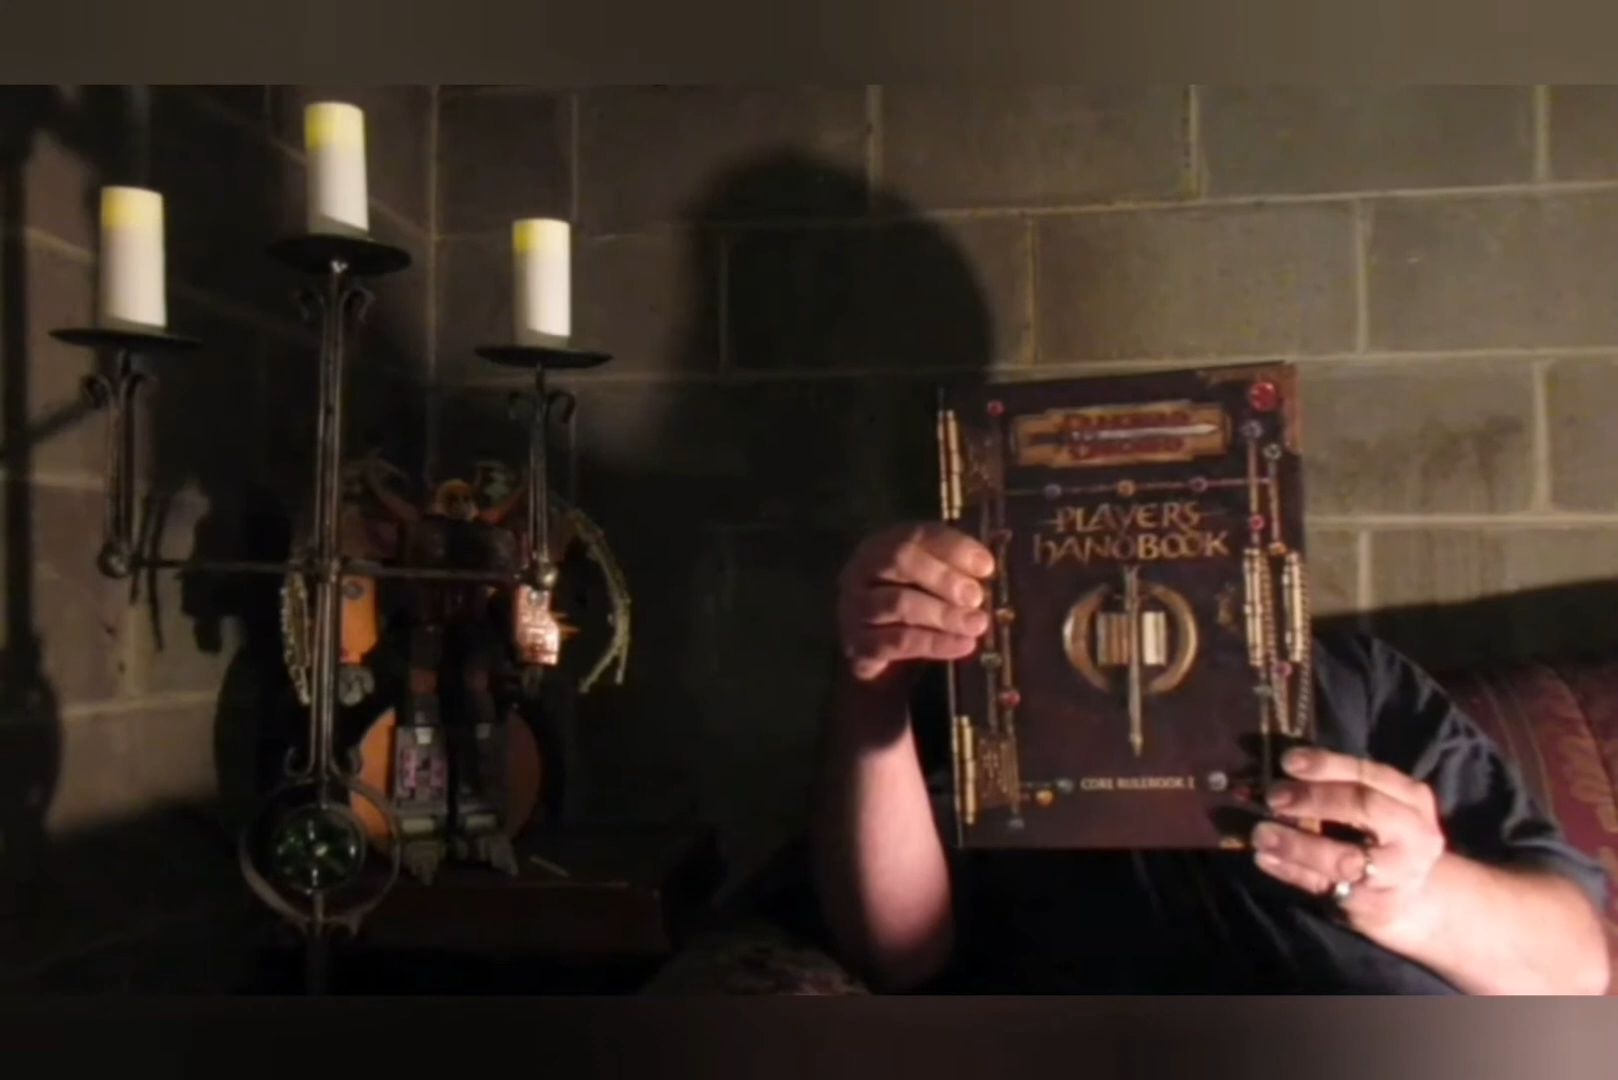 DUNGEONS
DRAGONS
PLAYER'S
HANDBOOK
CORE RULEBOOK I